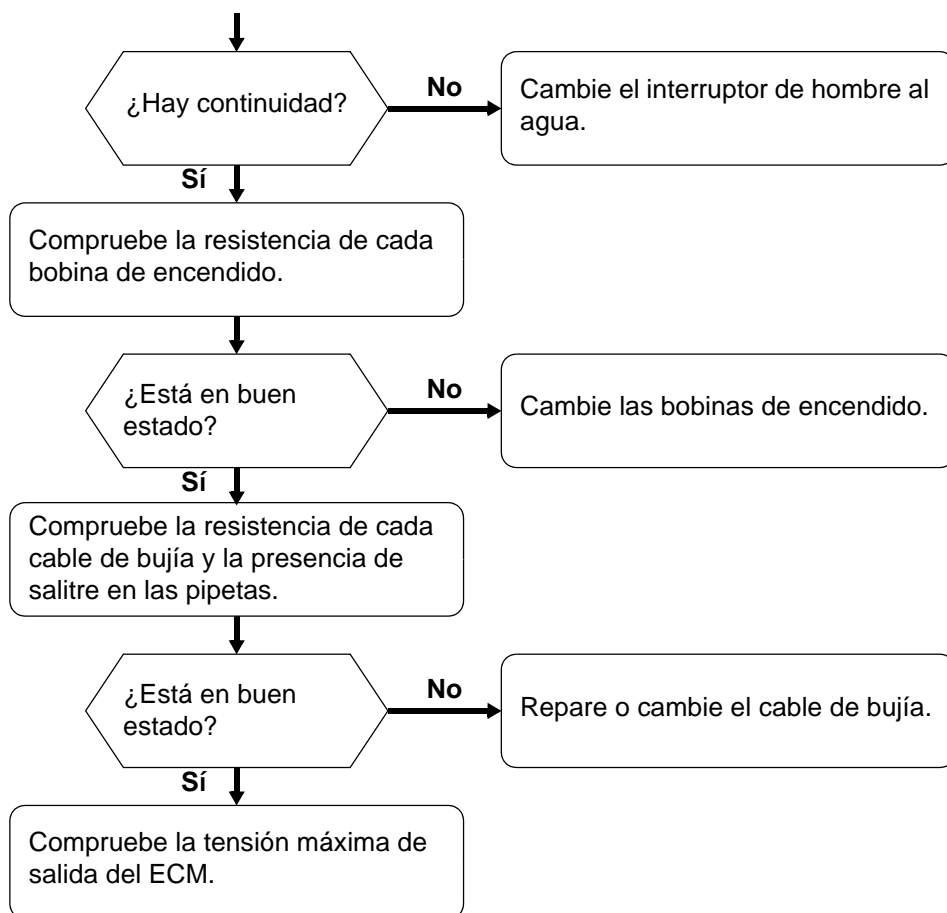 ¿Hay continuidad?
No
Cambie el interruptor de hombre al
agua.
Sí
Compruebe la resistencia de cada
bobina de encendido.
¿Está en buen
estado?
No
Cambie las bobinas de encendido.
Sí
Compruebe la resistencia de cada
cable de bujía y la presencia de
salitre en las pipetas.
¿Está en buen
estado?
No
Repare o cambie el cable de bujía.
Sí
Compruebe la tensión máxima de
salida del ECM.